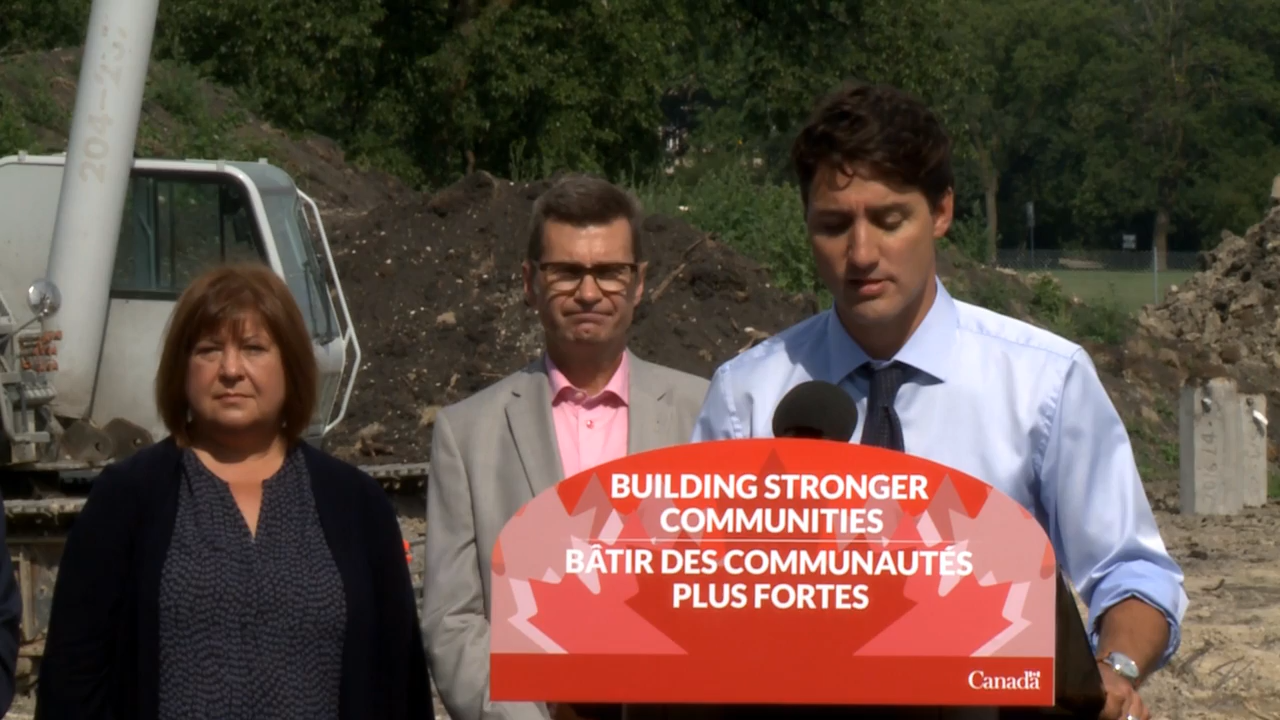 BUILDING STRONGER
COMMUNITIES
BÂTIR DES COMMUNAUTÉS
PLUS FORTES
Canada